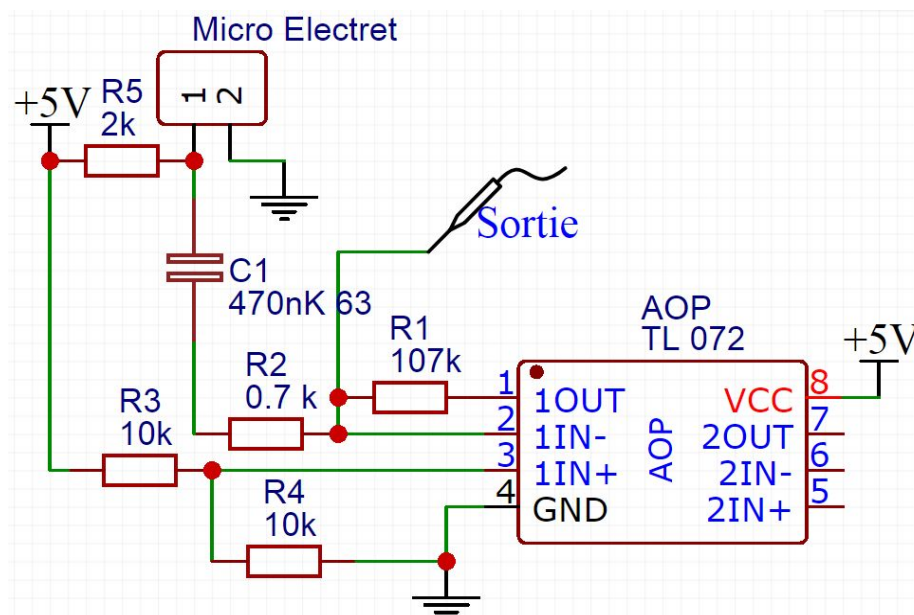 Micro Electret
1
2
+5V
R5
2k
Sortie
C1
470nK 63
AOP
TL 072
+5V
R1
107k
R2
0.7 k
R3
10k
R4
10k
1
2
3
4
1OUT
1IN-
1IN+
GND
AOP
VCC
2OUT
2IN-
2IN+
8
7
6
5